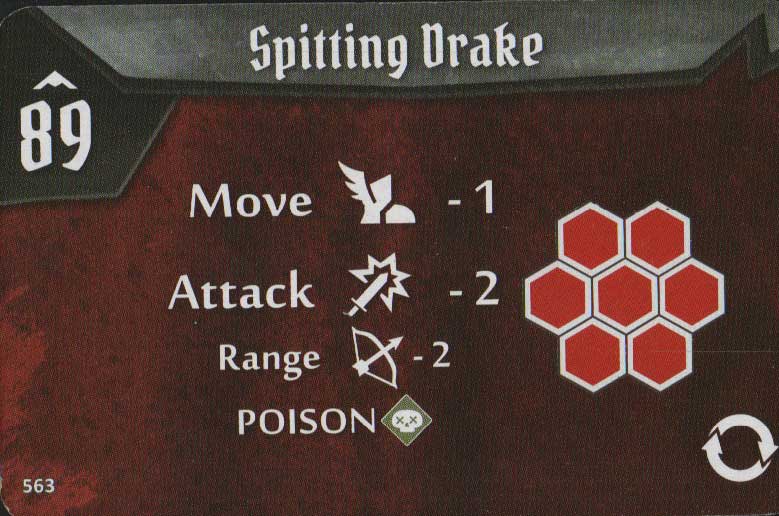 Spitting Drake
89
Move - 1
Attack - 2
Range - 2
POISON
563